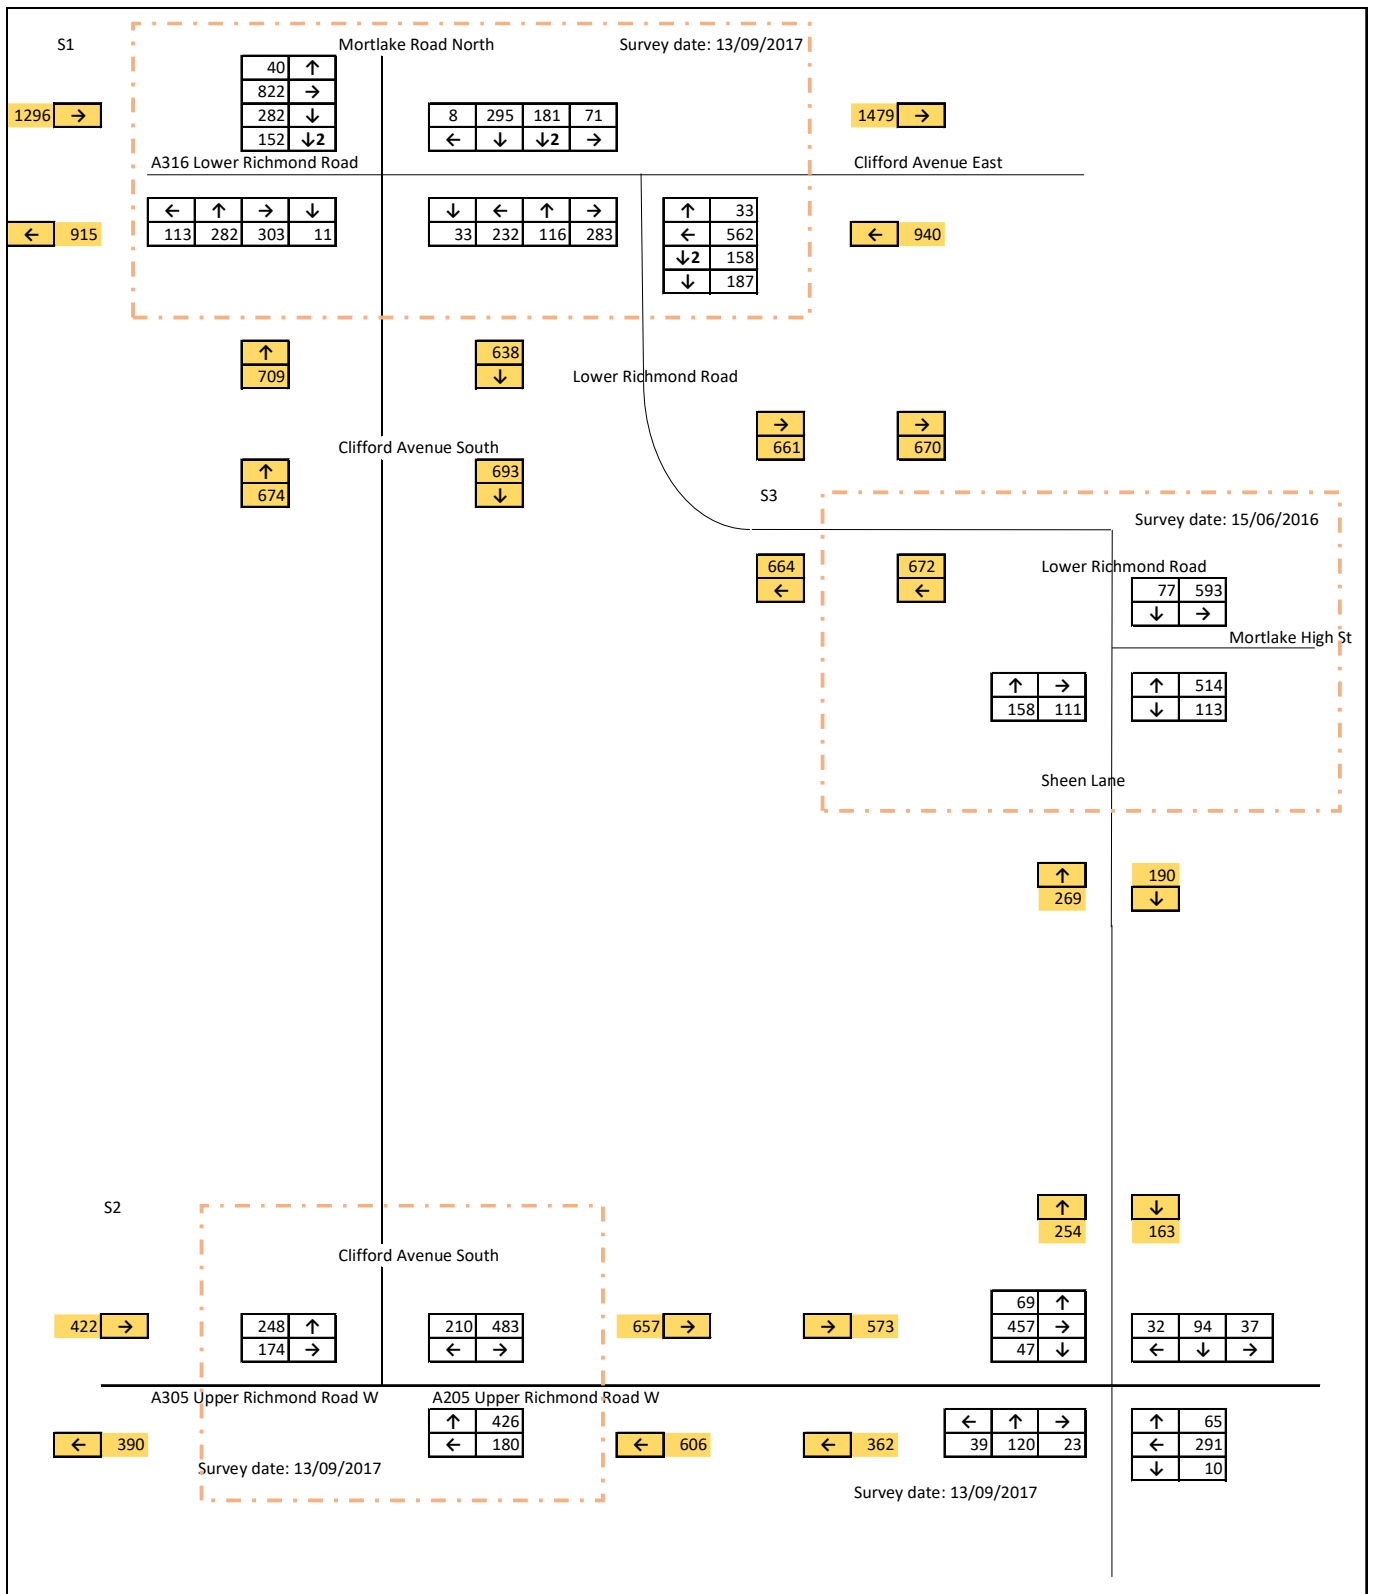 S1 Mortlake Road North Survey date: 13/09/2017
40 ↑
822 →
1296 → 282 ↓ 8 295 181 71 1479 →
152 ↓2 ← ↓ ↓2 →
A316 Lower Richmond Road Clifford Avenue East
← ↑ → ↓ ↓ ← ↑ → ↑ 33
← 915 113 282 303 11 33 232 116 283 ← 562 ← 940
↓2 158
↓ 187
↑ 638
709 ↓ Lower Richmond Road
→ →
Clifford Avenue South 661 670
↑ 693
674 ↓ S3
Survey date: 15/06/2016
664 672 Lower Richmond Road
← ← 77 593
↓ →
Mortlake High St
↑ → ↑ 514
158 111 ↓ 113
Sheen Lane
↑ 190
269 ↓
S2 ↑ ↓
254 163
Clifford Avenue South
69 ↑
422 → 248 ↑ 210 483 657 → → 573 457 → 32 94 37
174 → ← → 47 ↓ ← ↓ →
A305 Upper Richmond Road W A205 Upper Richmond Road W
↑ 426 ← ↑ → ↑ 65
← 390 ← 180 ← 606 ← 362 39 120 23 ← 291
Survey date: 13/09/2017 ↓ 10
Survey date: 13/09/2017